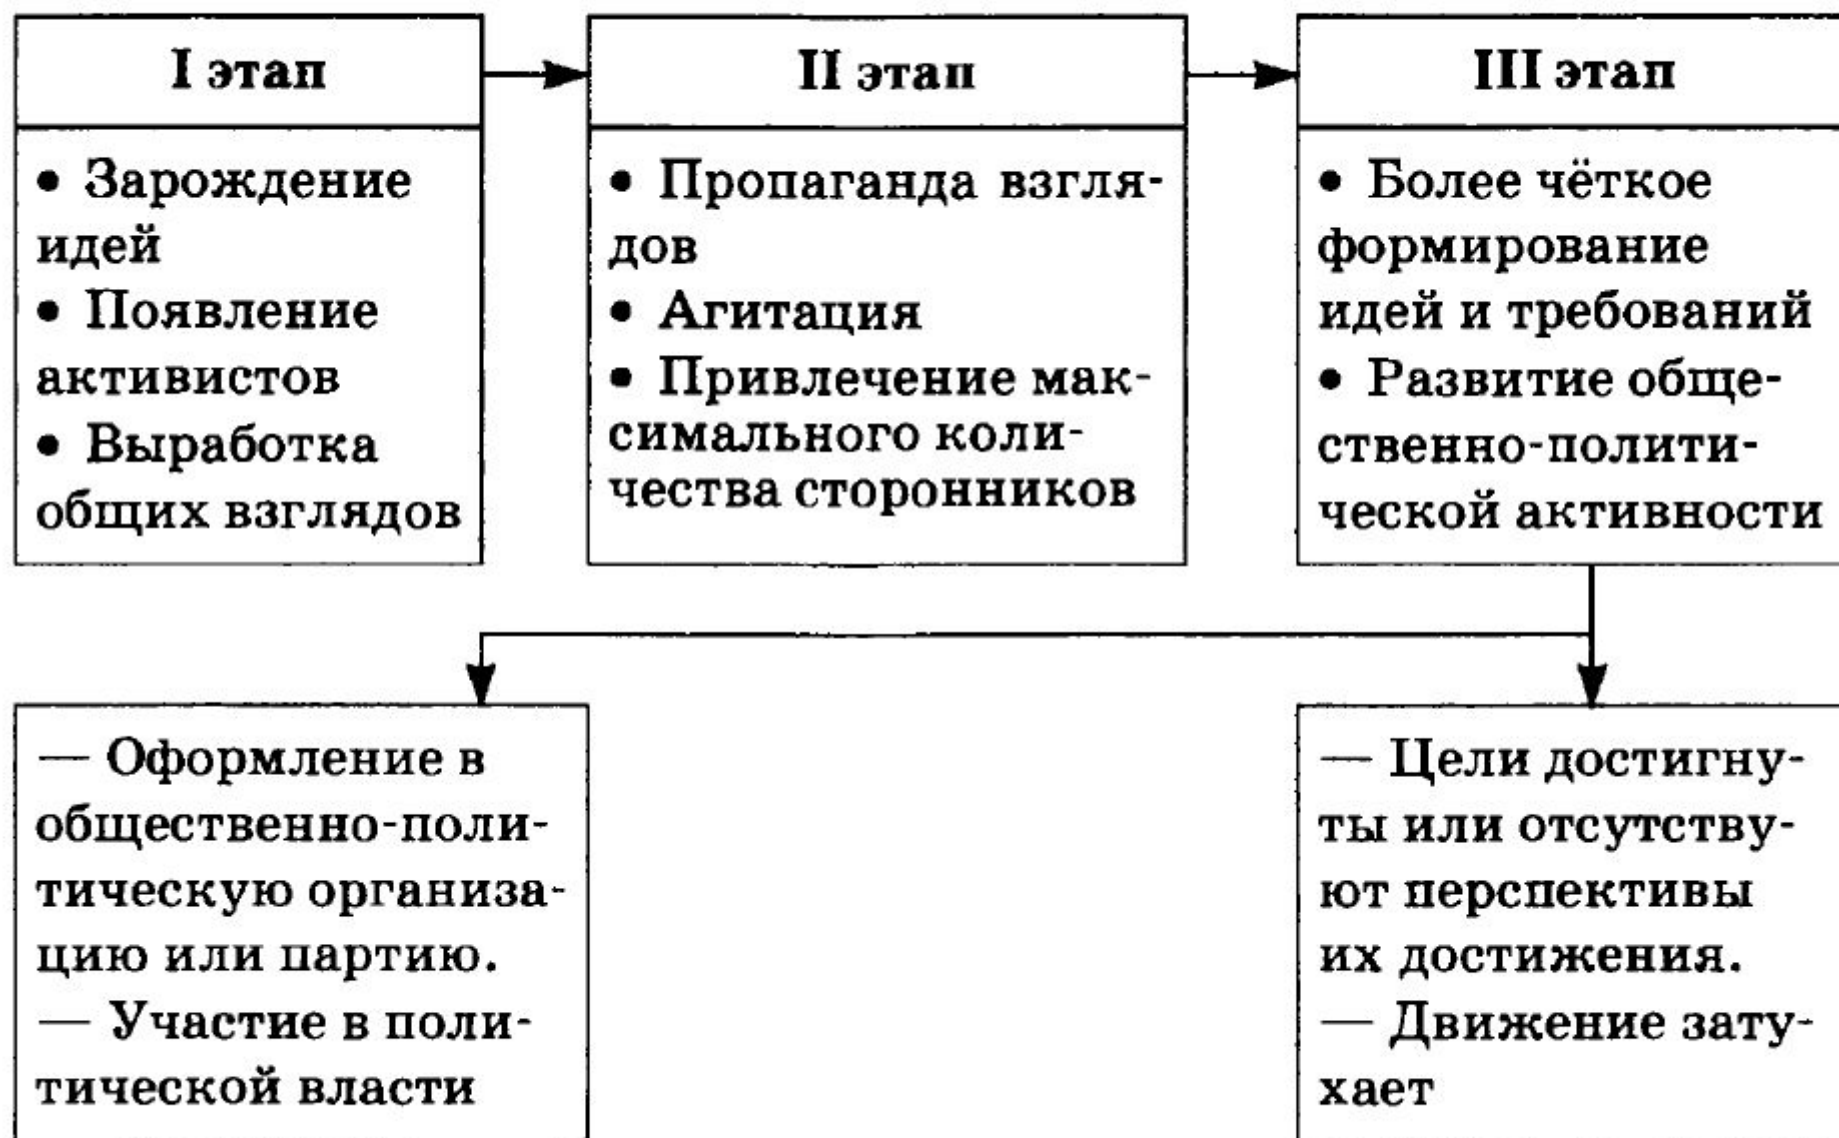 I этап
• Зарождение
идей
• Появление
активистов
• Выработка
общих взглядов
II этап
• Пропаганда взгля-
дов
• Агитация
• Привлечение мак-
симального коли-
чества сторонников
III этап
• Более чёткое
формирование
идей и требований
• Развитие обще-
ственно-полити-
ческой активности
— Оформление в
общественно-поли-
тическую организа-
цию или партию.
— Участие в поли-
тической власти
— Цели достигну-
ты или отсутству-
ют перспективы
их достижения.
— Движение зату-
хает